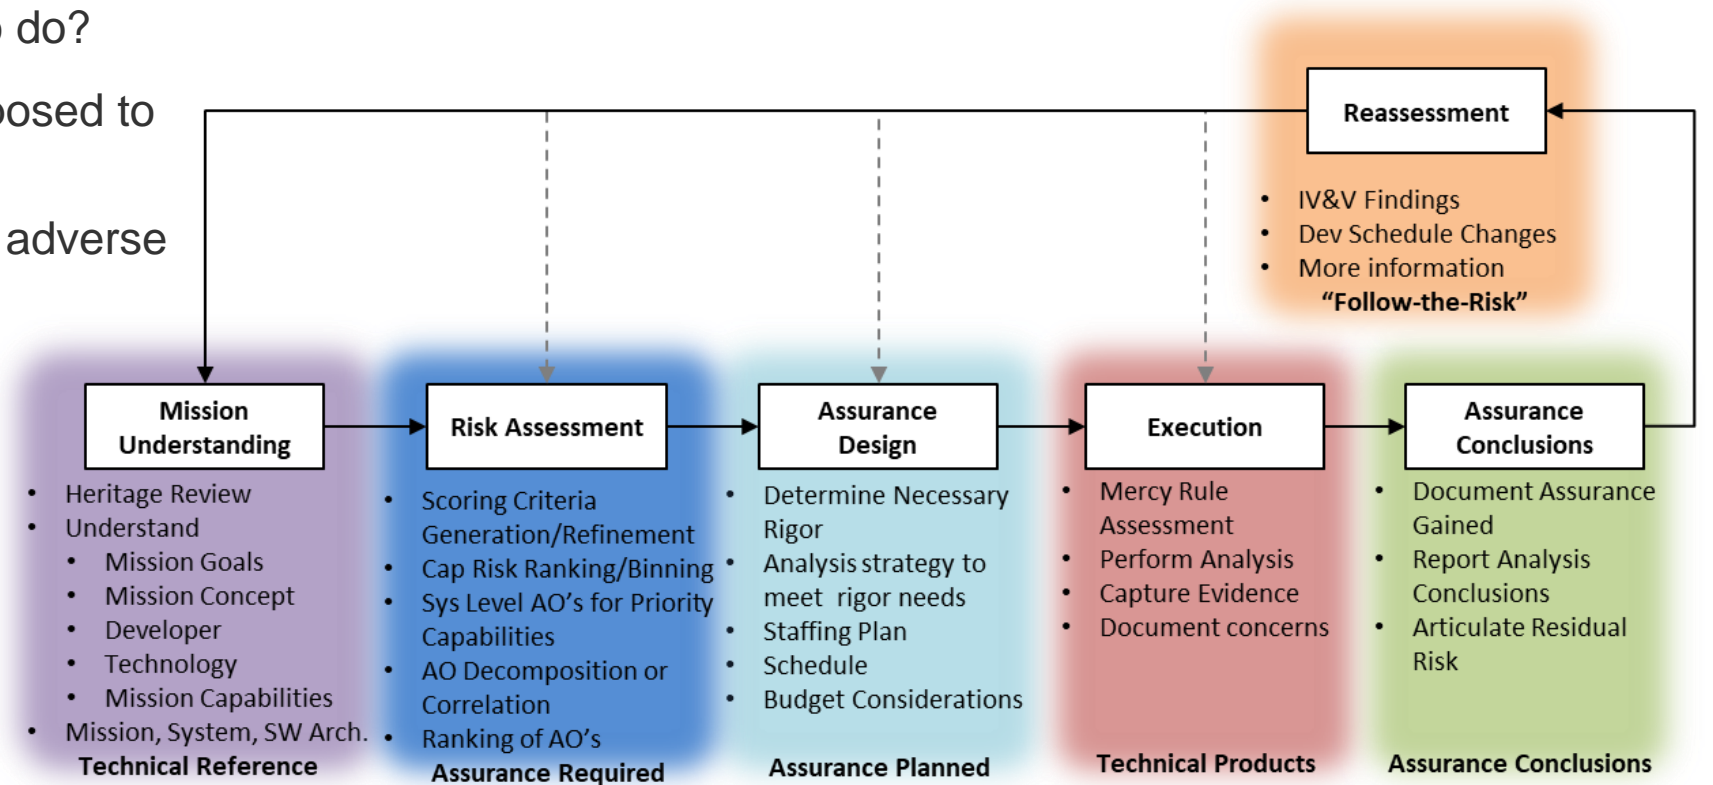 o do?
posed to
adverse
Reassessment
• IV&V Findings
• Dev Schedule Changes
• More information
“Follow-the-Risk”
Mission
Understanding
• Heritage Review
• Understand
• Mission Goals
• Mission Concept
• Developer
• Technology
• Mission Capabilities
• Mission, System, SW Arch.
Technical Reference
Risk Assessment
• Scoring Criteria
Generation/Refinement
• Cap Risk Ranking/Binning
• Sys Level AO's for Priority
Capabilities
• AO Decomposition or
Correlation
• Ranking of AO's
Assurance Required
Assurance
Design
• Determine Necessary
Rigor
• Analysis strategy to
meet rigor needs
• Staffing Plan
• Schedule
• Budget Considerations
Assurance Planned
Execution
• Mercy Rule
Assessment
• Perform Analysis
• Capture Evidence
• Document concerns
Technical Products
Assurance
Conclusions
• Document Assurance
Gained
• Report Analysis
Conclusions
• Articulate Residual
Risk
Assurance Conclusions